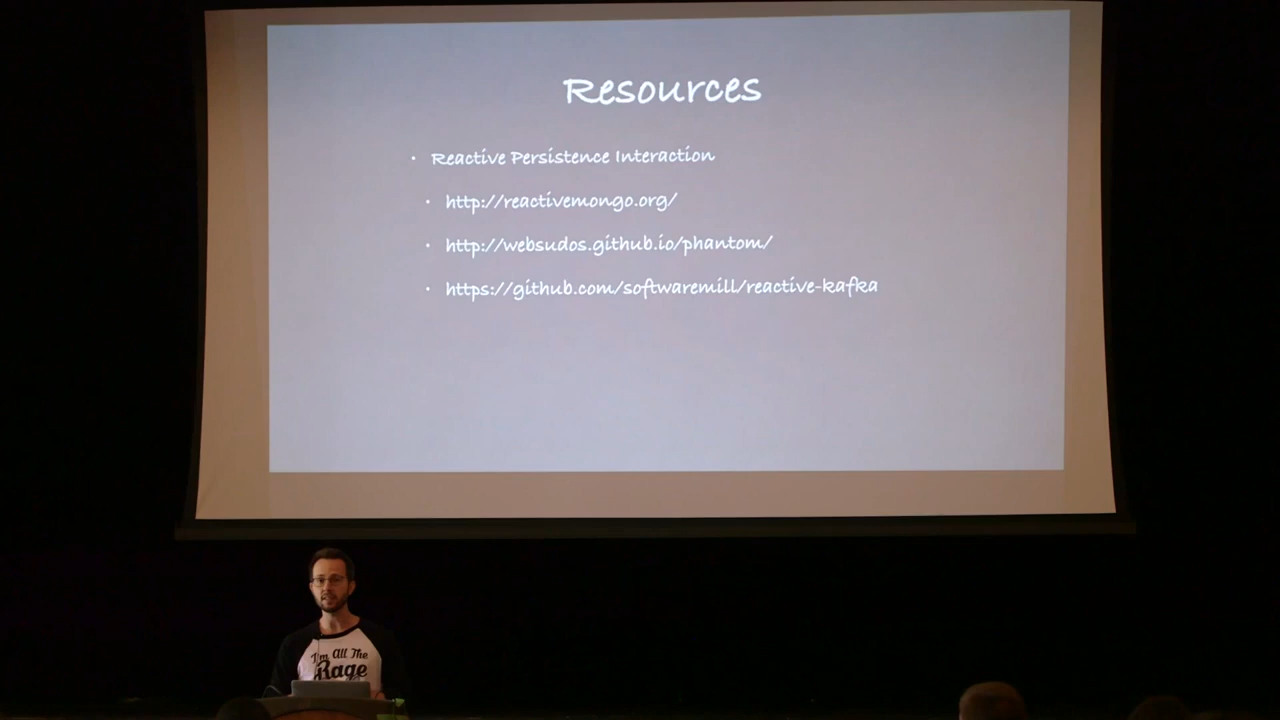 Resources
• Reactive Persistence Interaction
• http://reactivemongo.org/
• http://websudos.github.io/phantom/
• https://github.com/softwaremill/reactive-kafka
I'm All The
Rage